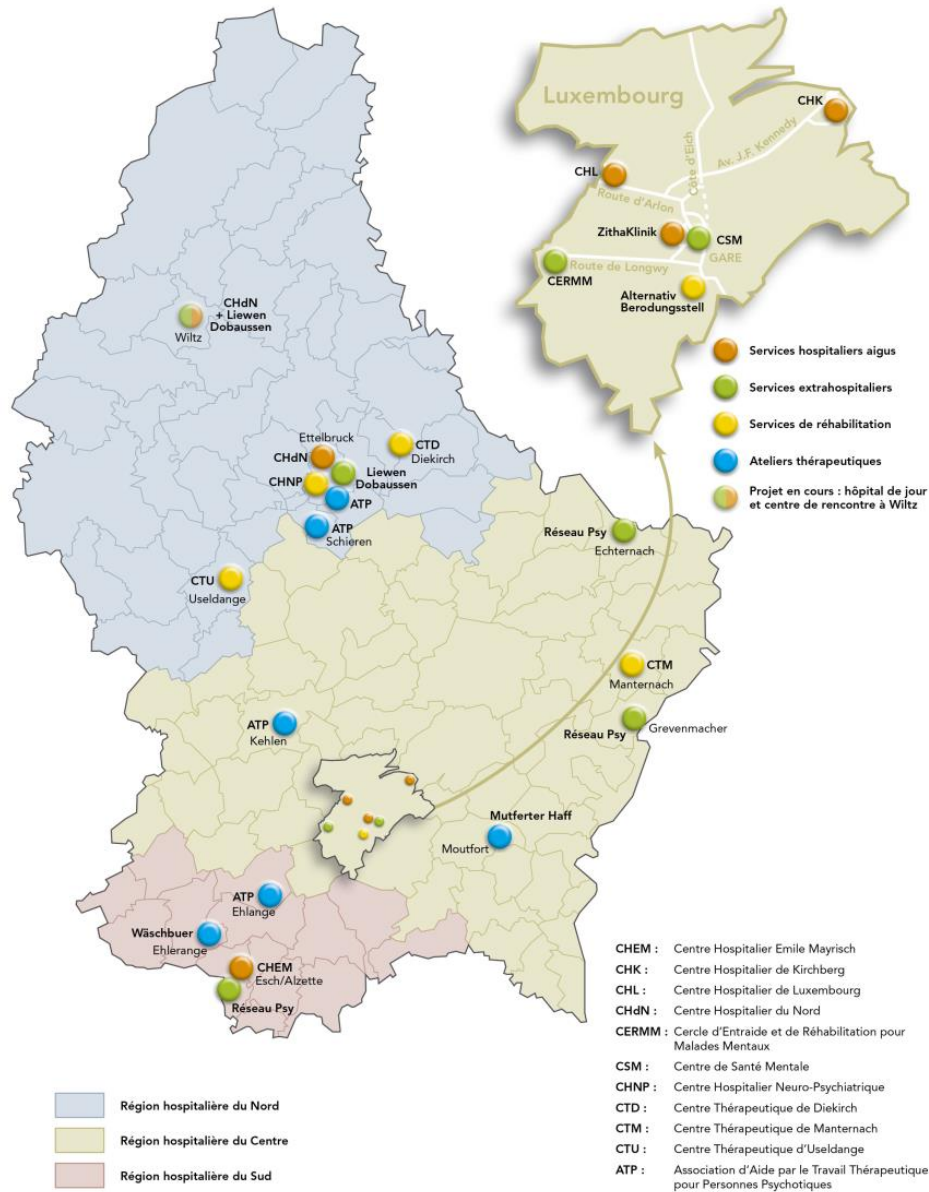 Luxembourg
CHK
Av. J.F. Kennedy
Côte d'Eich
CHL
Route d'Arlon
ZithaKlinik
CSM
GARE
CERMM
Route de Longwy
Alternativ
Berodungsstell
Services hospitaliers aigus
Services extrahospitaliers
Services de réhabilitation
Ateliers thérapeutiques
Projet en cours : hôpital de jour
et centre de rencontre à Wiltz
CHdN
+ Liewen
Dobaussen
Wiltz
Ettelbruck
CHdN
CTD
Diekirch
CHNP
Liewen
Dobaussen
ATP
ATP
Schieren
Réseau Psy
Echternach
CTU
Useldange
CTM
Manternach
ATP
Kehlen
Réseau Psy
Grevenmacher
Mutferter Haff
Moutfort
ATP
Ehlange
Wäschbuer
Ehlerange
CHEM
Esch/Alzette
Réseau Psy
CHEM : Centre Hospitalier Emile Mayrisch
CHK : Centre Hospitalier de Kirchberg
CHL : Centre Hospitalier de Luxembourg
CHdN : Centre Hospitalier du Nord
CERMM : Cercle d'Entraide et de Réhabilitation pour
Malades Mentaux
CSM : Centre de Santé Mentale
CHNP : Centre Hospitalier Neuro-Psychiatrique
CTD : Centre Thérapeutique de Diekirch
CTM : Centre Thérapeutique de Manternach
CTU : Centre Thérapeutique d'Useldange
ATP : Association d'Aide par le Travail Thérapeutique
pour Personnes Psychotiques
Région hospitalière du Nord
Région hospitalière du Centre
Région hospitalière du Sud